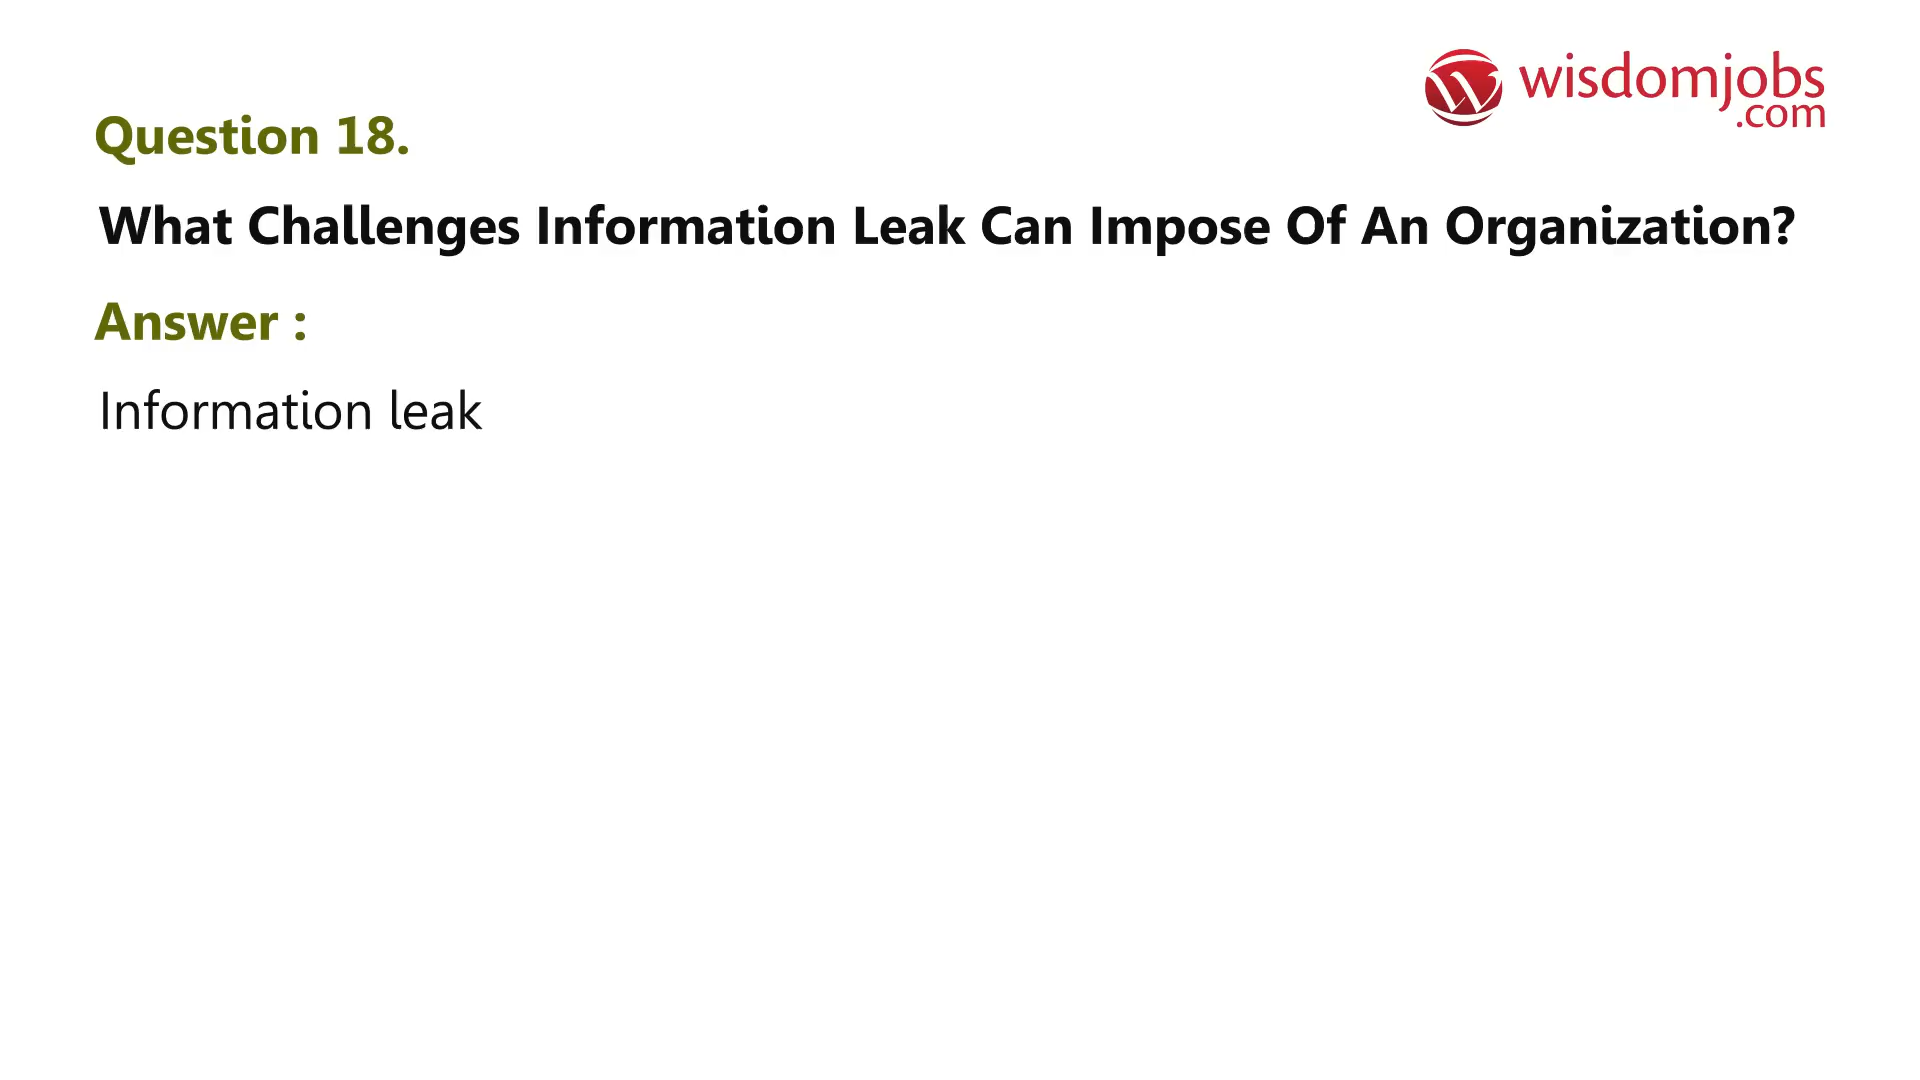 wisdomjobs
.com
Question 18.
What Challenges Information Leak Can Impose Of An Organization?
Answer :
Information leak